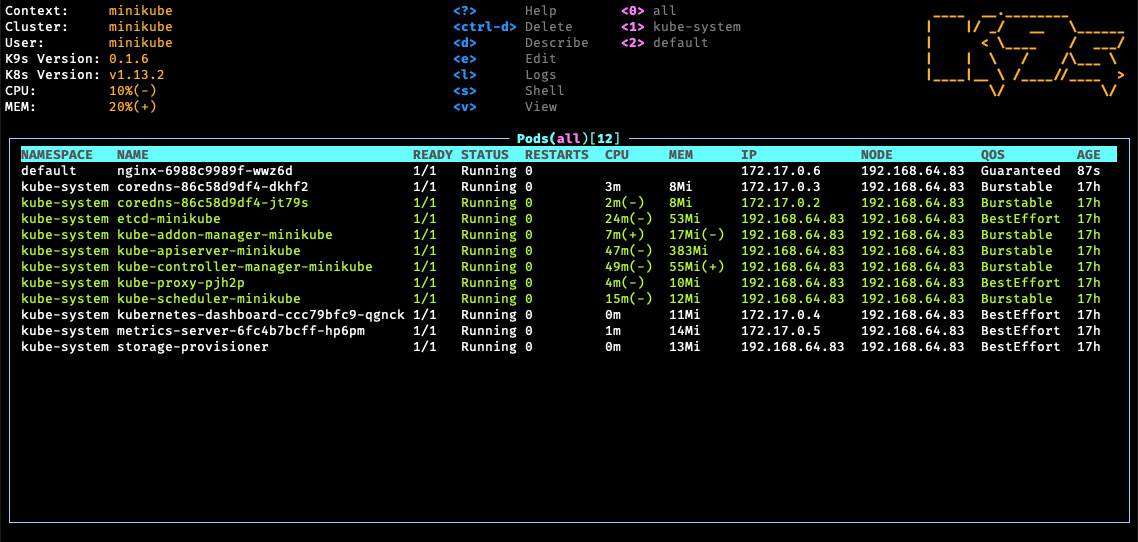 Context: minikube <?> Help <0> all
Cluster: minikube <ctrl-d> Delete <1> kube-system
User: minikube <d> Describe <2> default
K9s Version: 0.1.6 <e> Edit
K8s Version: v1.13.2 <l> Logs
CPU: 10%(-) <s> Shell
MEM: 20%(+) <v> View
K9s
Pods(all)[12]
NAMESPACE NAME READY STATUS RESTARTS CPU MEM IP NODE QOS AGE
default nginx-6988c9989f-wwz6d 1/1 Running 0 172.17.0.6 192.168.64.83 Guaranteed 87s
kube-system coredns-86c58d9df4-dkhf2 1/1 Running 0 3m 8Mi 172.17.0.3 192.168.64.83 Burstable 17h
kube-system coredns-86c58d9df4-jt79s 1/1 Running 0 2m(-) 8Mi 172.17.0.2 192.168.64.83 Burstable 17h
kube-system etcd-minikube 1/1 Running 0 24m(-) 53Mi 192.168.64.83 192.168.64.83 BestEffort 17h
kube-system kube-addon-manager-minikube 1/1 Running 0 7m(+) 17Mi(-) 192.168.64.83 192.168.64.83 Burstable 17h
kube-system kube-apiserver-minikube 1/1 Running 0 47m(-) 383Mi 192.168.64.83 192.168.64.83 Burstable 17h
kube-system kube-controller-manager-minikube 1/1 Running 0 49m(-) 55Mi(+) 192.168.64.83 192.168.64.83 Burstable 17h
kube-system kube-proxy-pjh2p 1/1 Running 0 4m(-) 10Mi 192.168.64.83 192.168.64.83 BestEffort 17h
kube-system kube-scheduler-minikube 1/1 Running 0 15m(-) 12Mi 192.168.64.83 192.168.64.83 Burstable 17h
kube-system kubernetes-dashboard-ccc79bfc9-qgnck 1/1 Running 0 0m 11Mi 172.17.0.4 192.168.64.83 BestEffort 17h
kube-system metrics-server-6fc4b7bcff-hp6pm 1/1 Running 0 1m 14Mi 172.17.0.5 192.168.64.83 BestEffort 17h
kube-system storage-provisioner 1/1 Running 0 0m 13Mi 192.168.64.83 192.168.64.83 BestEffort 17h